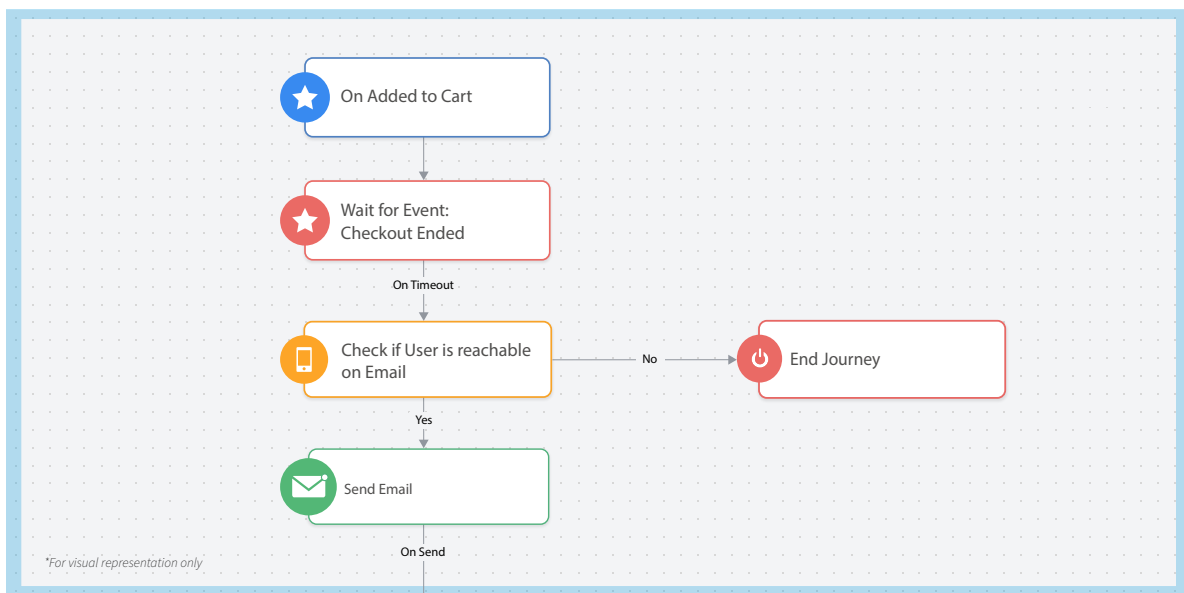 On Added to Cart
Wait for Event:
Checkout Ended
On Timeout
Check if User is reachable
on Email
No
End Journey
Yes
Send Email
On Send
*For visual representation only